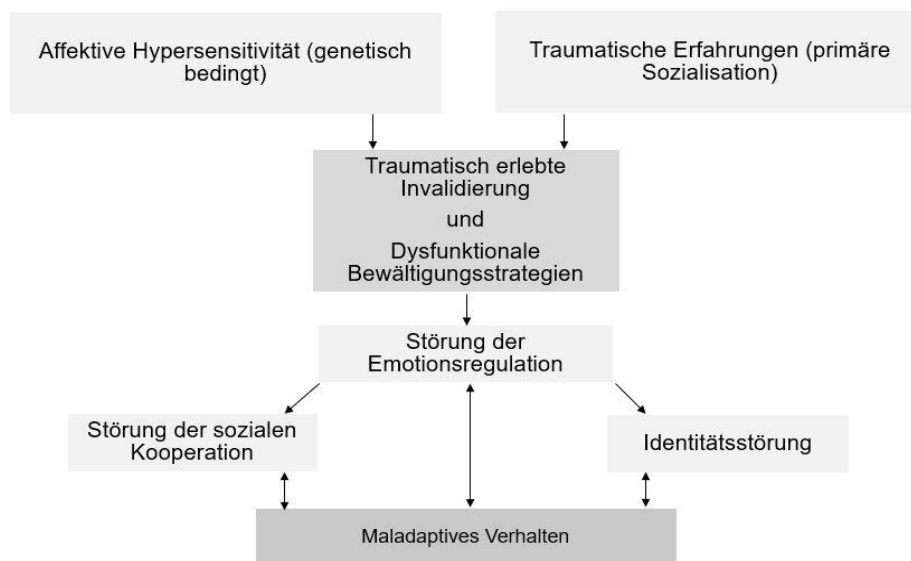 Affektive Hypersensitivität (genetisch
bedingt)
Traumatische Erfahrungen (primäre
Sozialisation)
Traumatisch erlebte
Invalidierung
und
Dysfunktionale
Bewältigungsstrategien
Störung der
Emotionsregulation
Störung der sozialen
Kooperation
Identitätsstörung
Maladaptives Verhalten